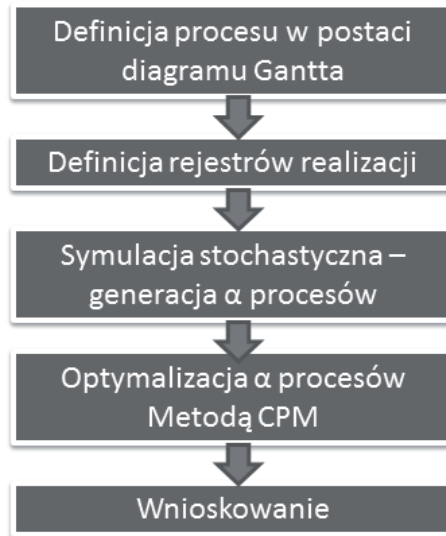 Definicja procesu w postaci
diagramu Gantta
Definicja rejestrów realizacji
Symulacja stochastyczna –
generacja α procesów
Optymalizacja α procesów
Metodą CPM
Wnioskowanie